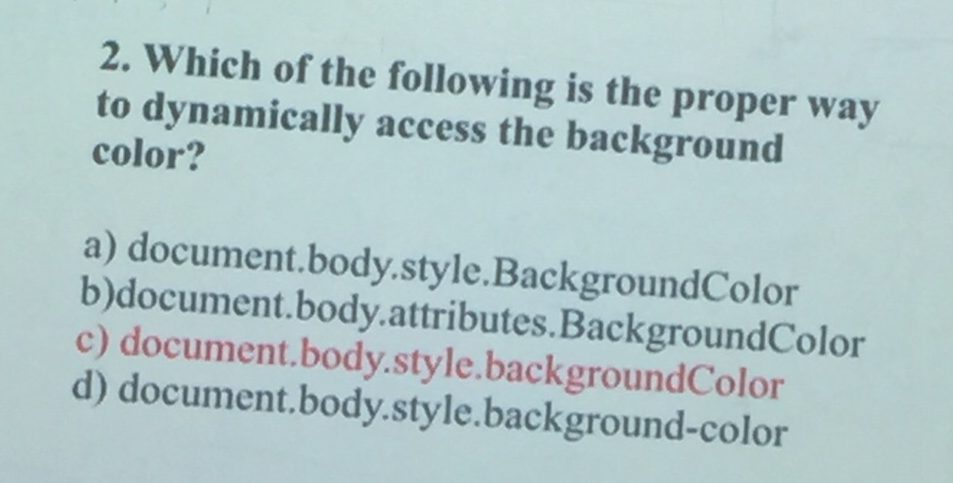 2. Which of the following is the proper way
to dynamically access the background
color?
a) document.body.style.BackgroundColor
b)document.body.attributes.BackgroundColor
c) document.body.style.backgroundColor
d) document.body.style.background-color